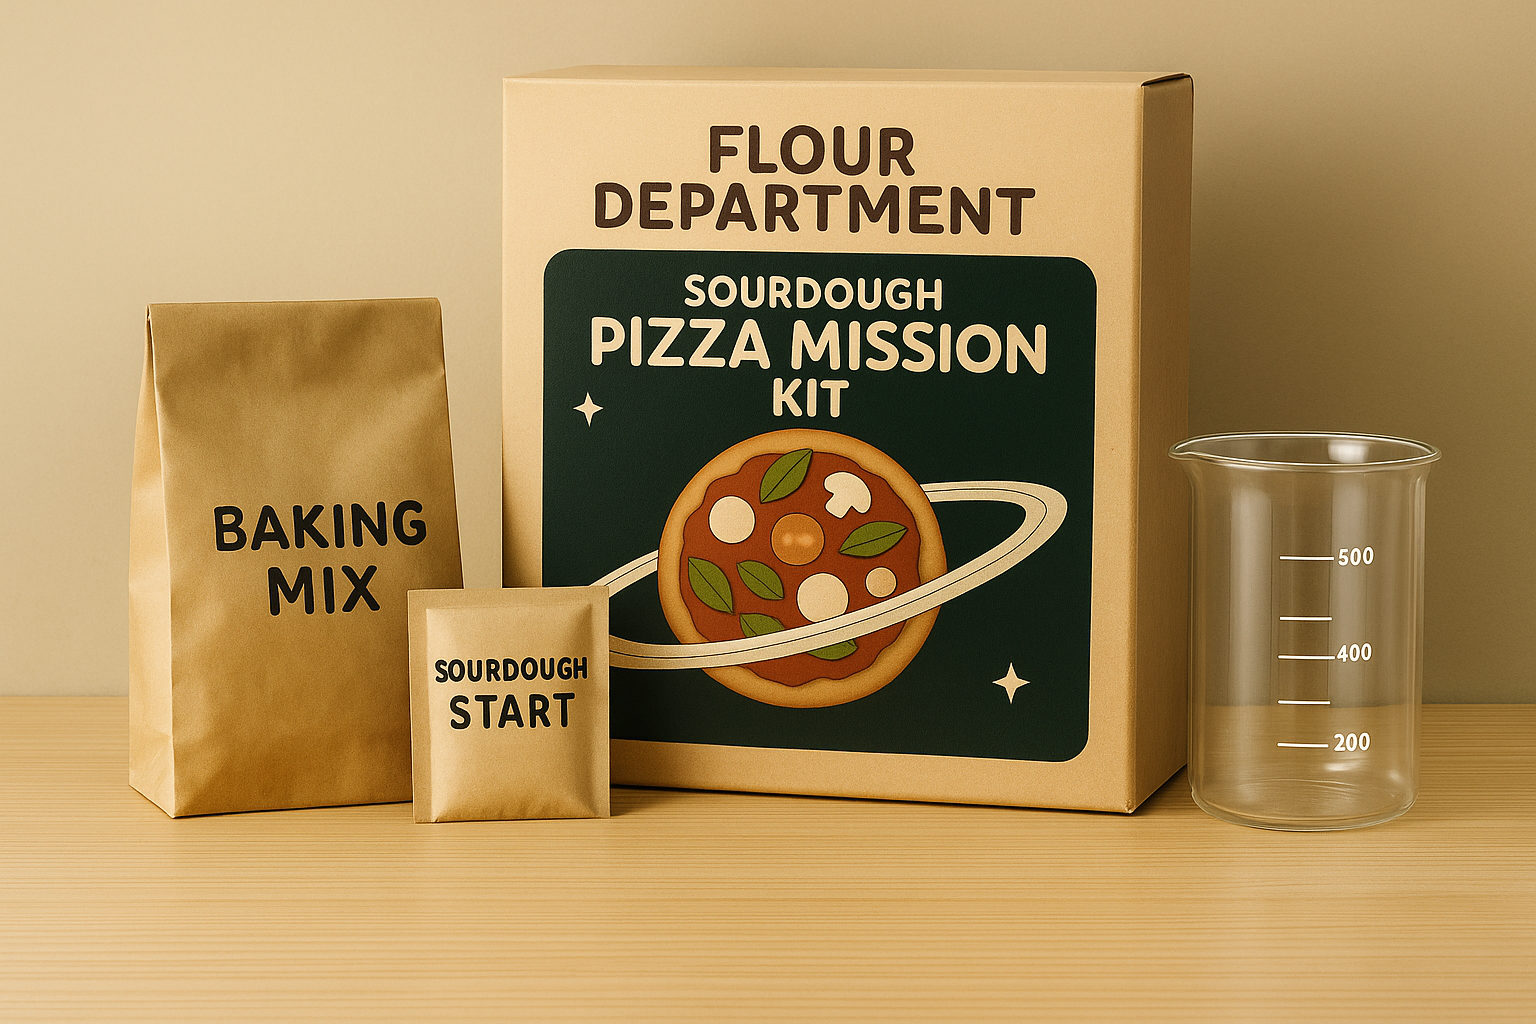 FLOUR
DEPARTMENT
SOURDOUGH
PIZZA MISSION
KIT
BAKING
MIX
SOURDOUGH
START
500
400
200